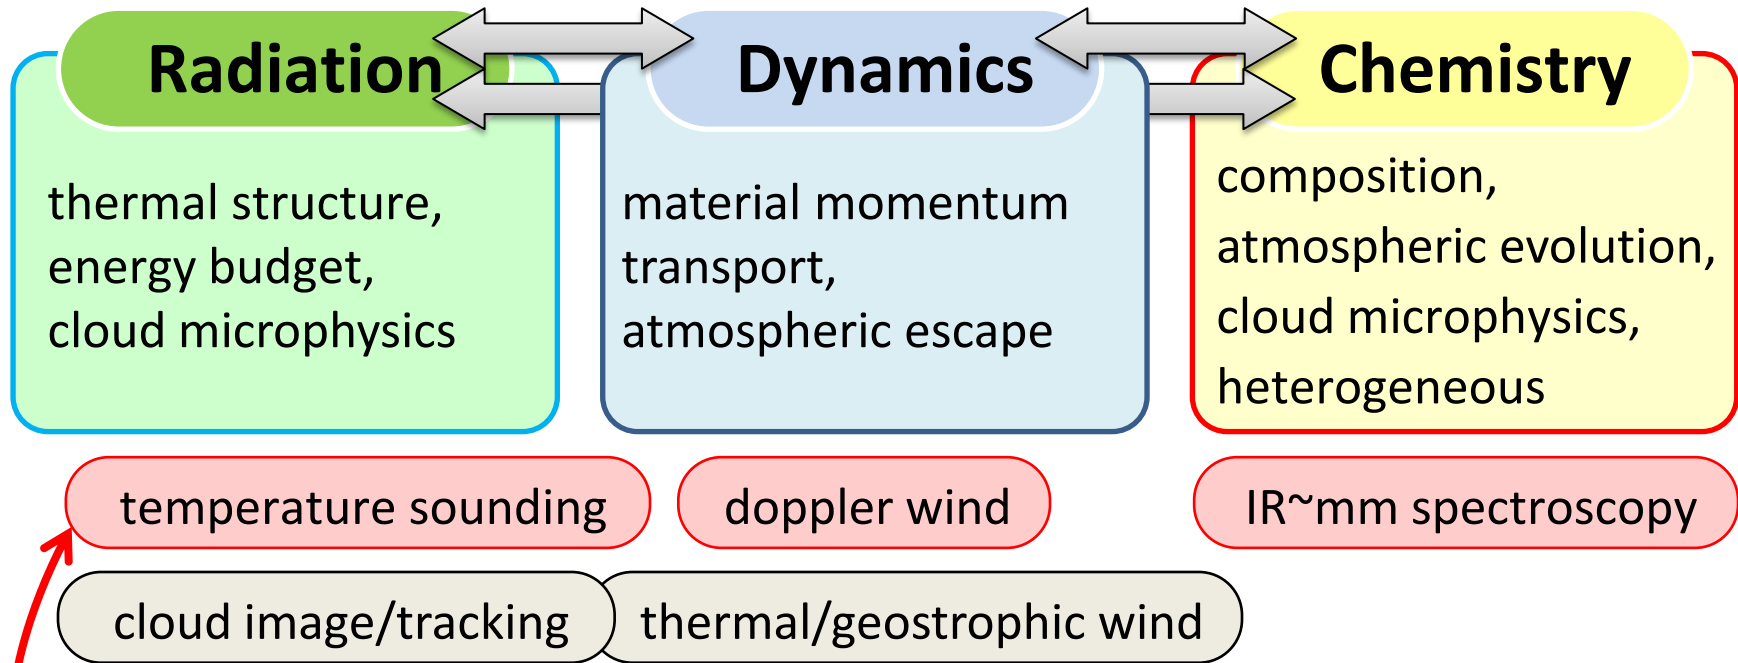 Radiation
Dynamics
Chemistry
thermal structure,
energy budget,
cloud microphysics
material momentum
transport,
atmospheric escape
composition,
atmospheric evolution,
cloud microphysics,
heterogeneous
temperature sounding
doppler wind
IR~mm spectroscopy
cloud image/tracking
thermal/geostrophic wind